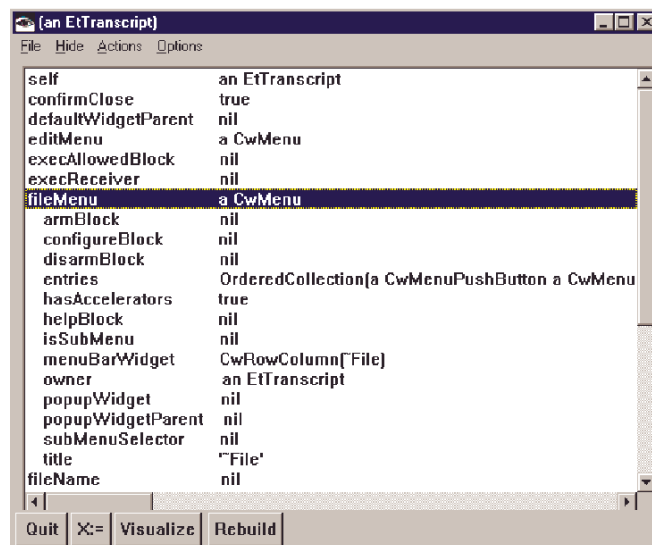 (an EtTranscript)
File Hide Actions Options
self an EtTranscript
confirmClose true
defaultWidgetParent nil
editMenu a CwMenu
execAllowedBlock nil
execReceiver nil
fileMenu a CwMenu
armBlock nil
configureBlock nil
disarmBlock nil
entries OrderedCollection(a CwMenuPushButton a CwMenu
hasAccelerators true
helpBlock nil
isSubMenu nil
menuBarWidget CwRowColumn(~File)
owner an EtTranscript
popupWidget nil
popupWidgetParent nil
subMenuSelector nil
title '~File'
fileName nil
Quit X:= Visualize Rebuild